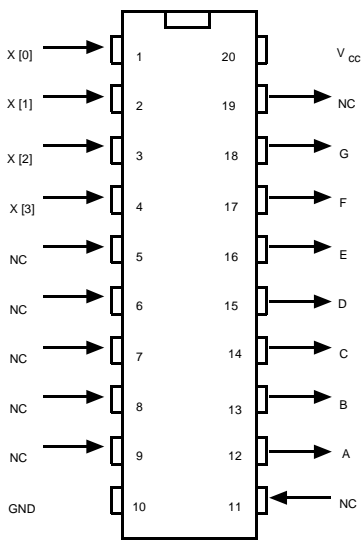 X [0] 1 20 V cc
X [1] 2 19 NC
X [2] 3 18 G
X [3] 4 17 F
NC 5 16 E
NC 6 15 D
NC 7 14 C
NC 8 13 B
NC 9 12 A
GND 10 11 NC